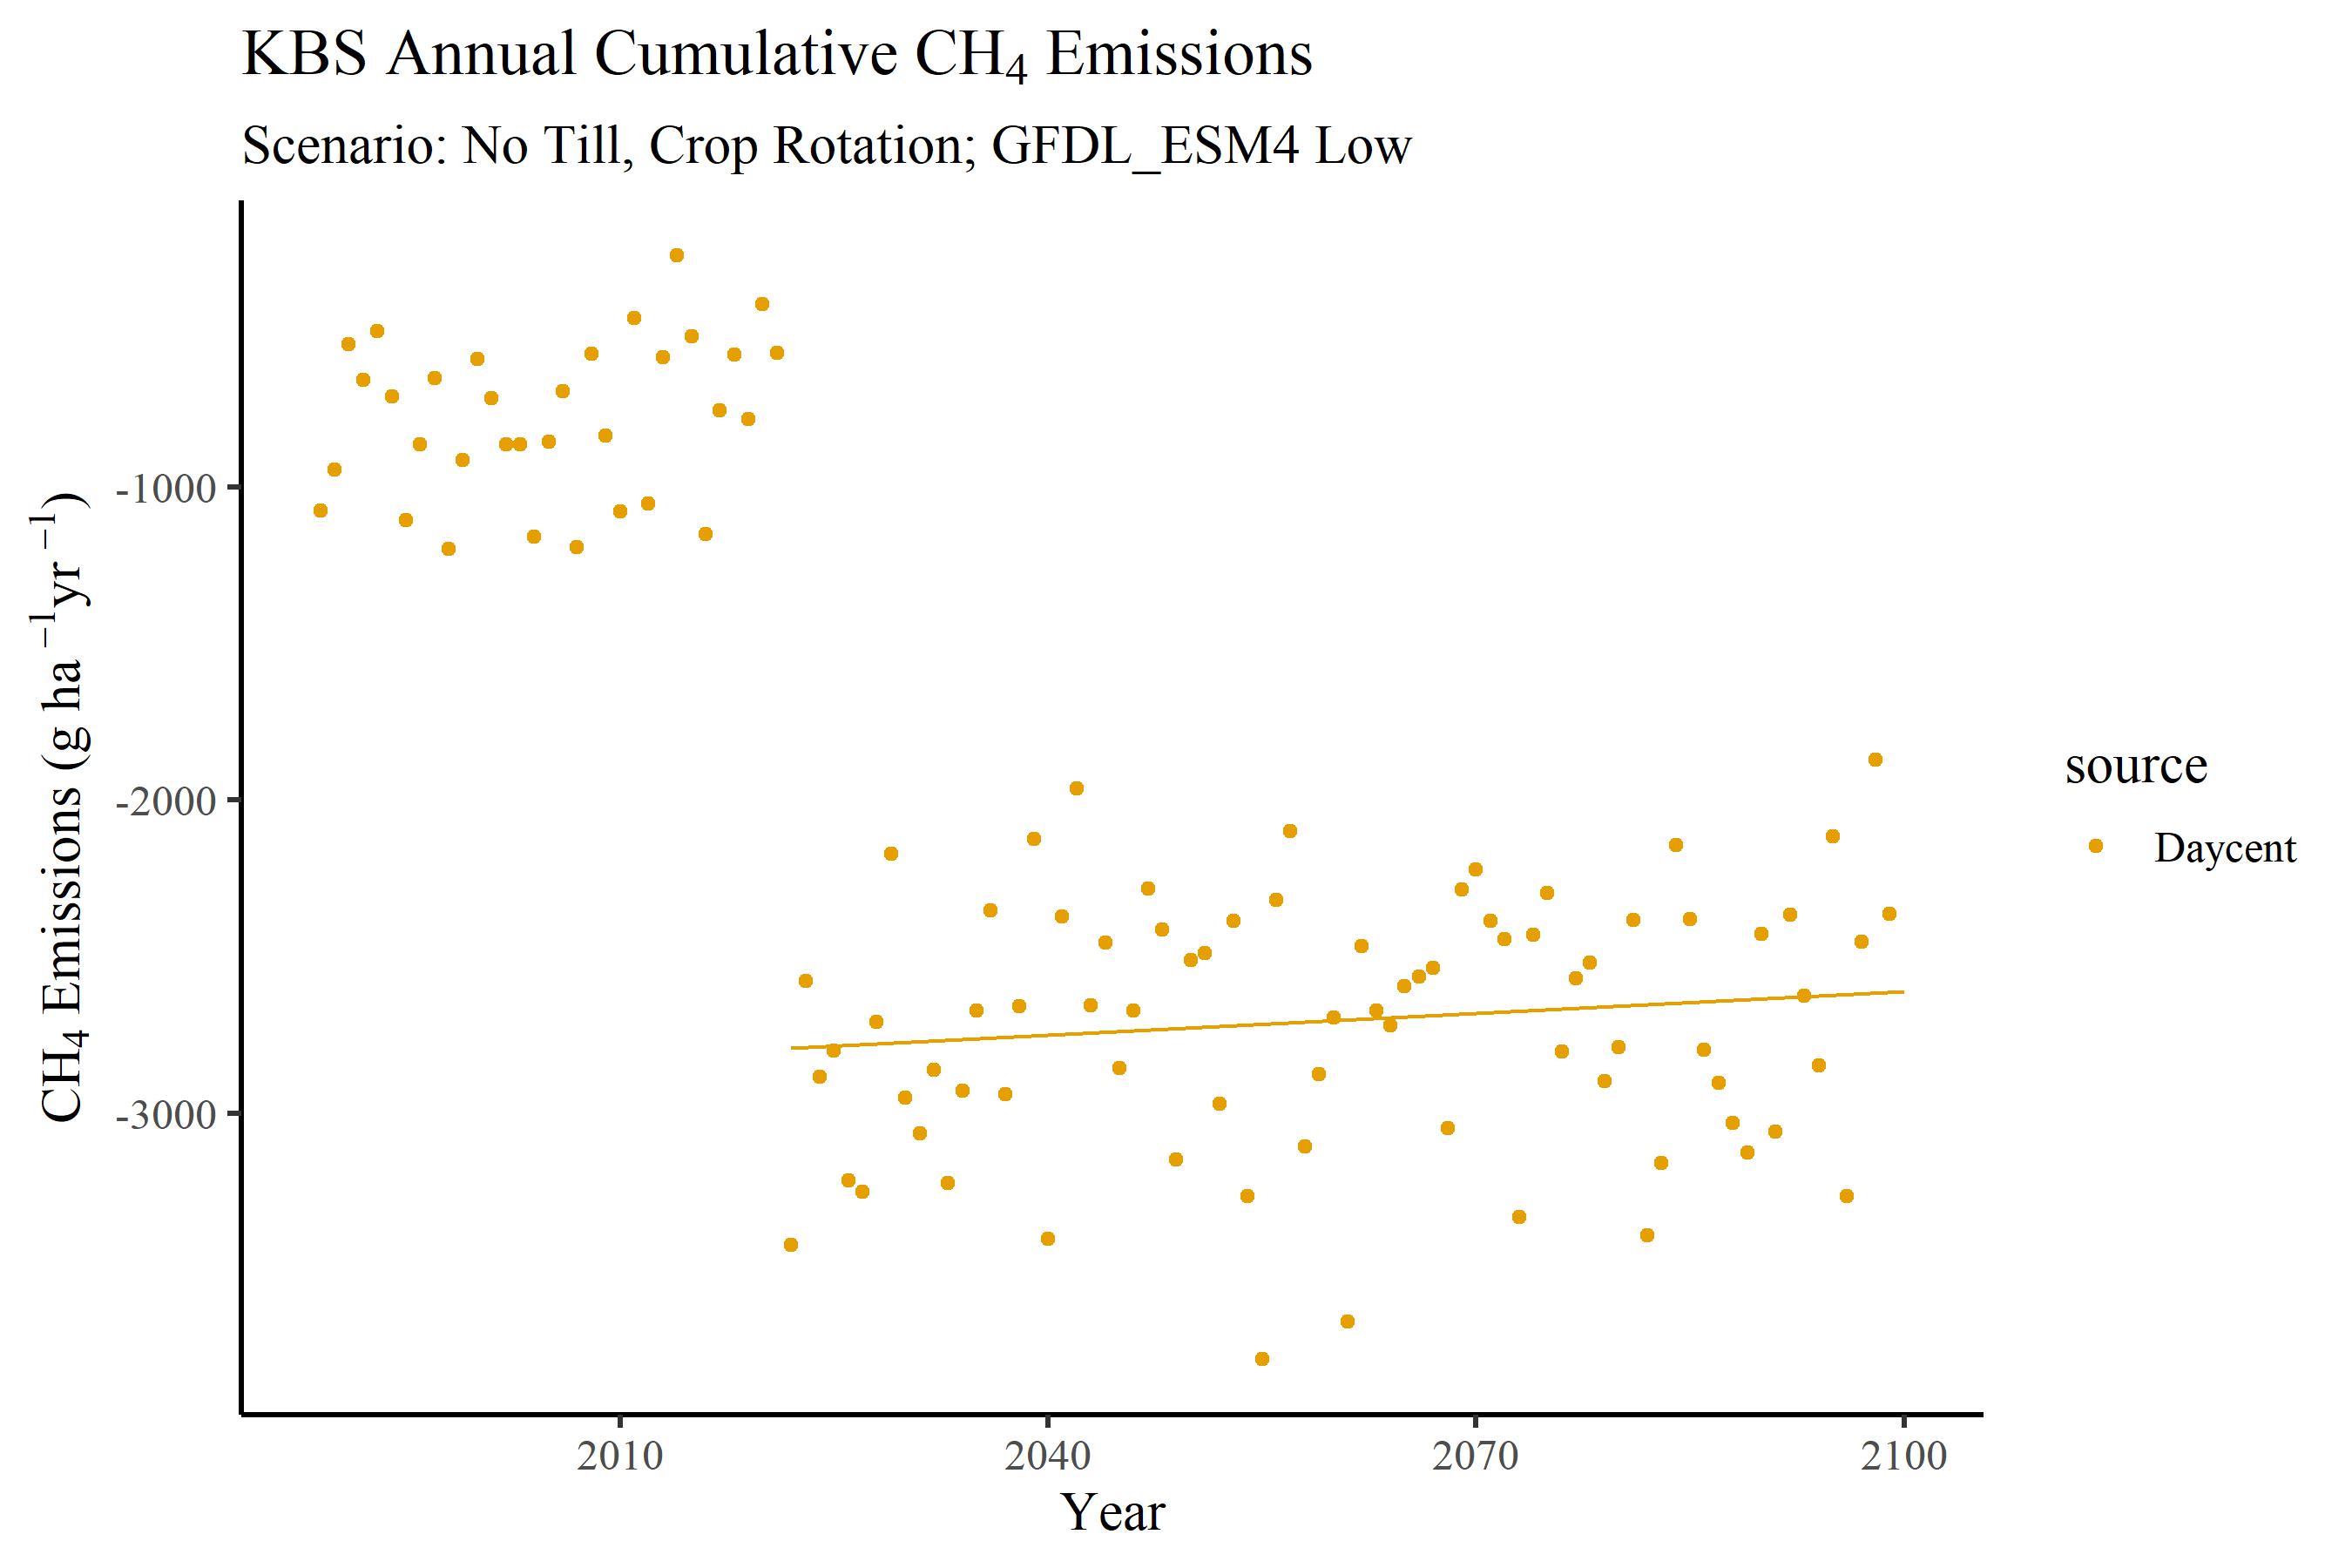 KBS Annual Cumulative CH₄ Emissions
Scenario: No Till, Crop Rotation; GFDL_ESM4 Low
CH₄ Emissions (g ha ⁻¹yr ⁻¹)
-1000
-2000
-3000
2010 2040 2070 2100
Year
source
Daycent